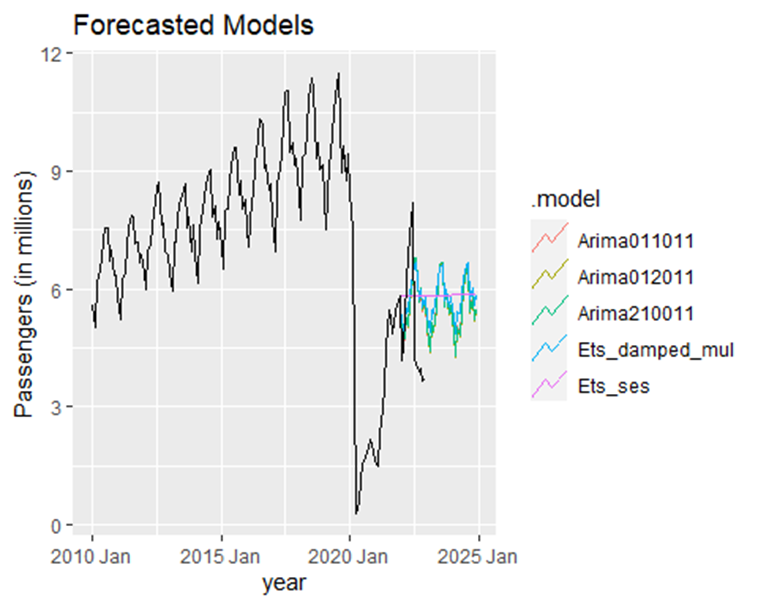 Forecasted Models
12
9
6
3
0
Passengers (in millions)
2010 Jan
2015 Jan
2020 Jan
2025 Jan
year
.model
Arima011011
Arima012011
Arima210011
Ets_damped_mul
Ets_ses